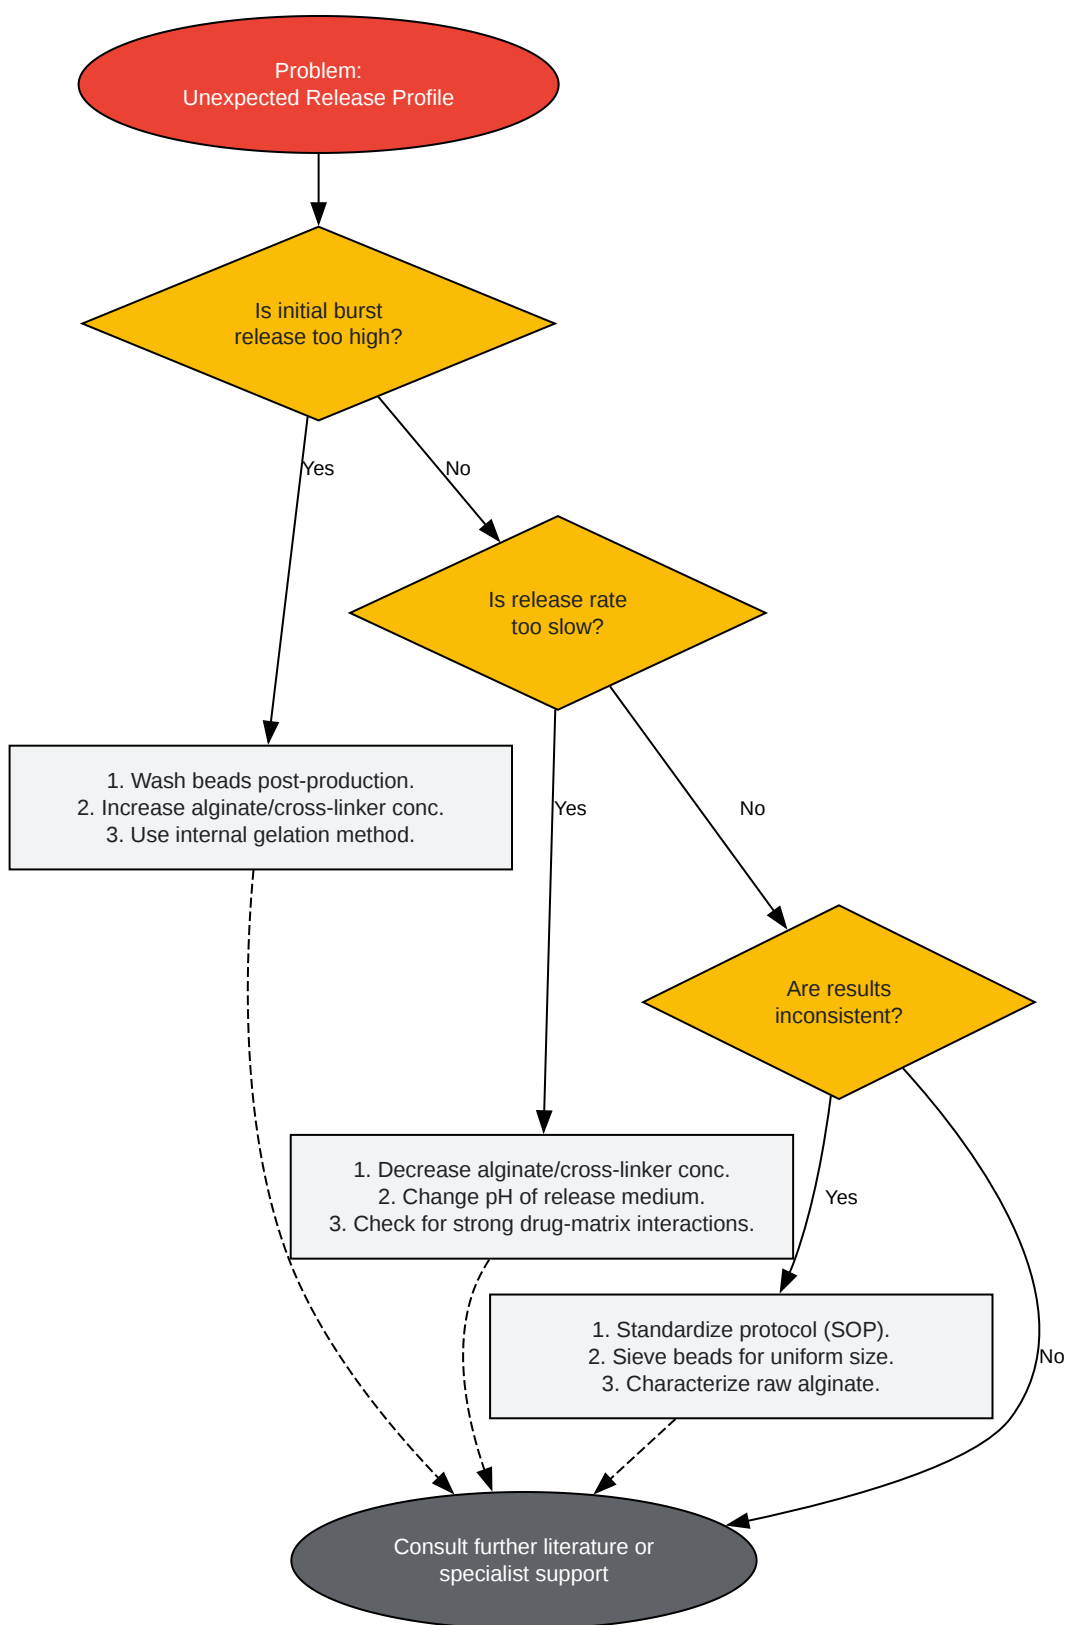 Problem:
Unexpected Release Profile
Is initial burst
release too high?
Yes
No
Is release rate
too slow?
1. Wash beads post-production.
2. Increase alginate/cross-linker conc.
3. Use internal gelation method.
Yes
No
Are results
inconsistent?
1. Decrease alginate/cross-linker conc.
2. Change pH of release medium.
3. Check for strong drug-matrix interactions.
Yes
No
1. Standardize protocol (SOP).
2. Sieve beads for uniform size.
3. Characterize raw alginate.
Consult further literature or
specialist support